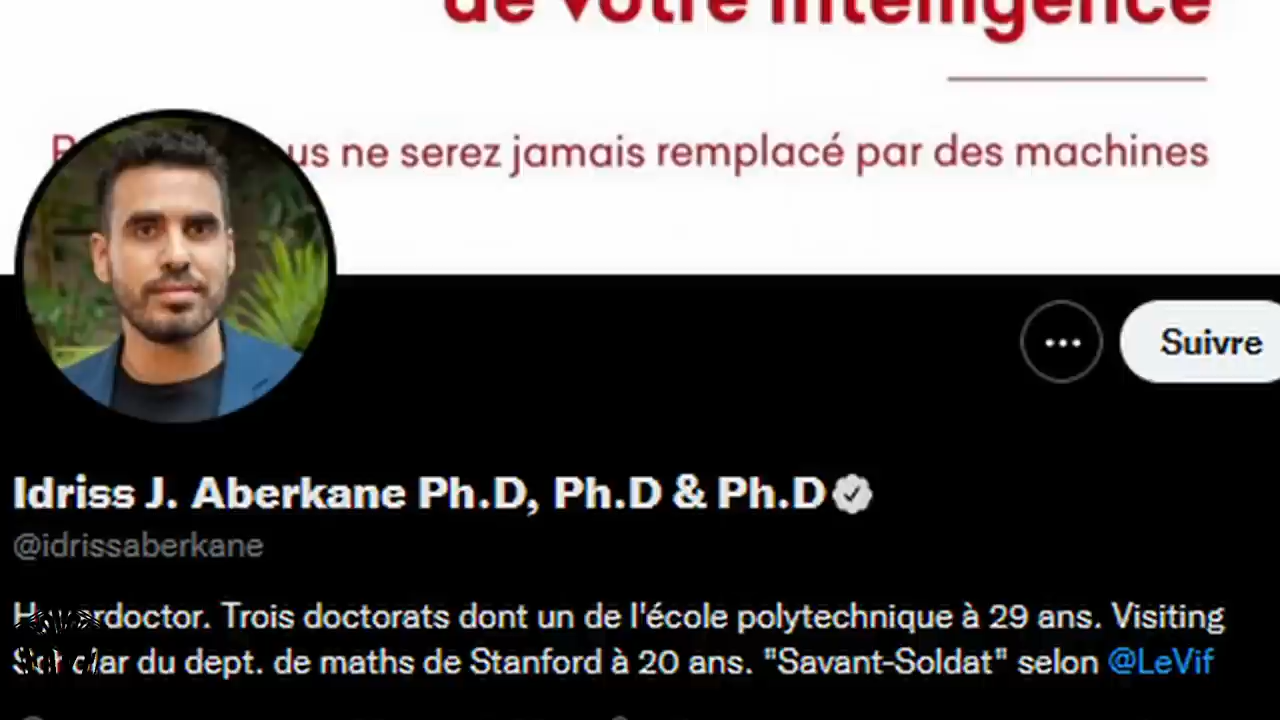 de votre intelligence
us ne serez jamais remplacé par des machines
Suivre
Idriss J. Aberkane Ph.D, Ph.D & Ph.D
@idrissaberkane
Trois doctorats dont un de l'école polytechnique à 29 ans. Visiting
du dept. de maths de Stanford à 20 ans. "Savant-Soldat" selon @LeVif